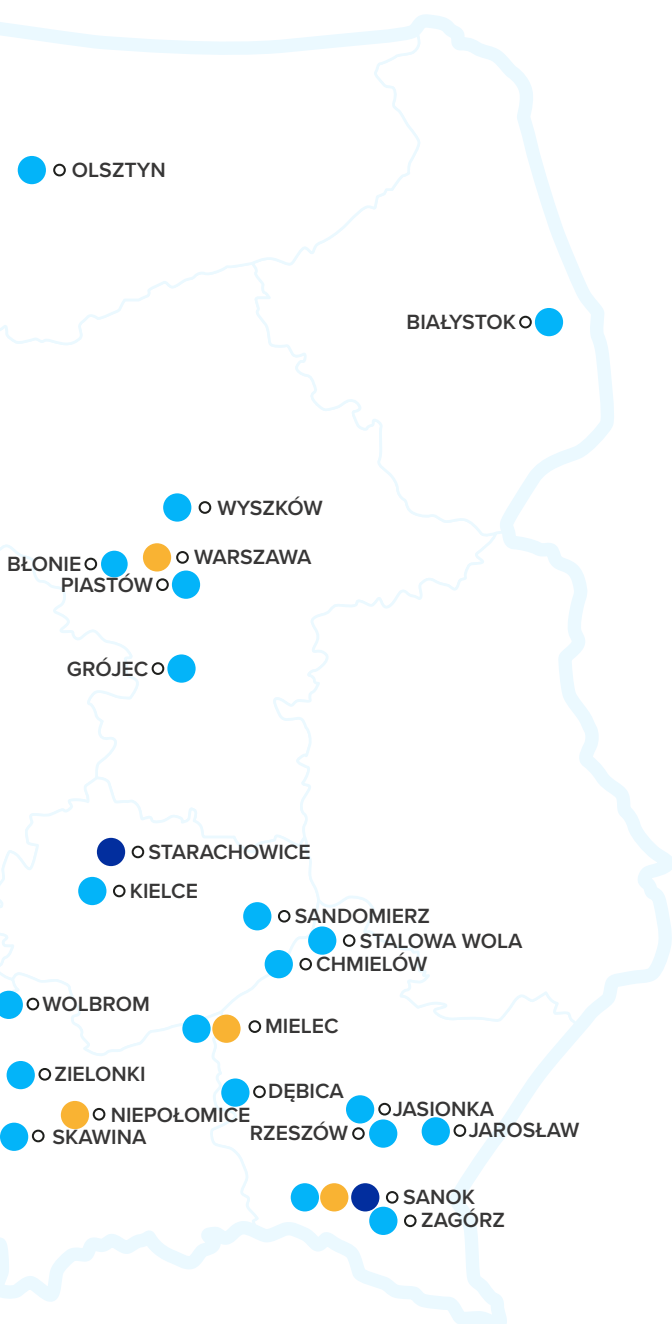 OLSZTYN
BIAŁYSTOK
WYSZKÓW
WARSZAWA
BŁONIE
PIASTÓW
GRÓJEC
STARACHOWICE
KIELCE
SANDOMIERZ
STALOWA WOLA
CHMIELÓW
WOLBROM
MIELEC
ZIELONKI
DĘBICA
JASIONKA
NIEPOŁOMICE
RZESZÓW
JAROSŁAW
SKAWINA
SANOK
ZAGÓRZ